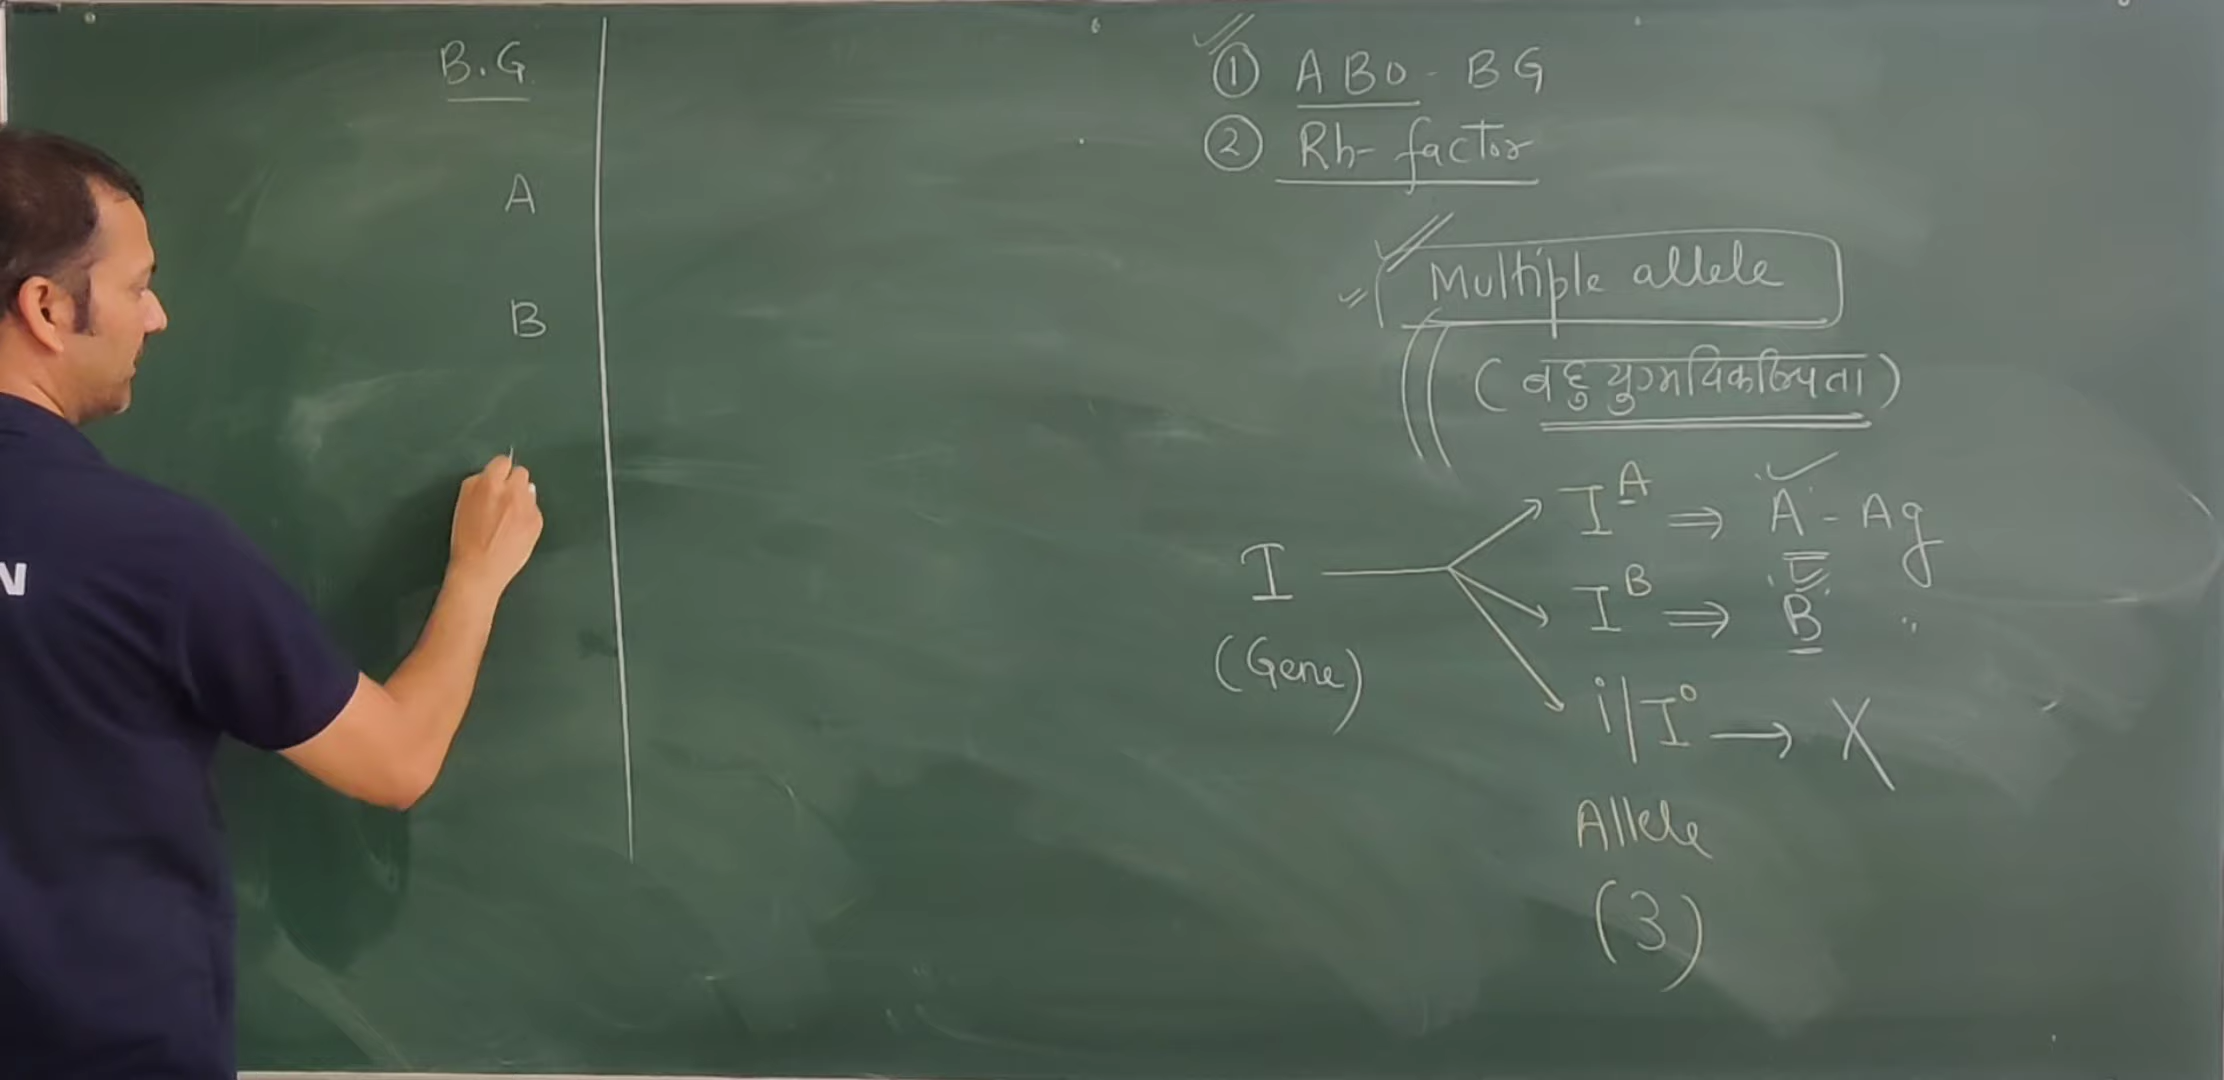 B.G.
A
B
① ABO - BG
② Rh- factor
Multiple allele
(बहु युग्मविकल्पिता)
I (Gene)
I^A ⇒ A - Ag
I^B ⇒ B "
i/I^o → X
Allele
(3)
N